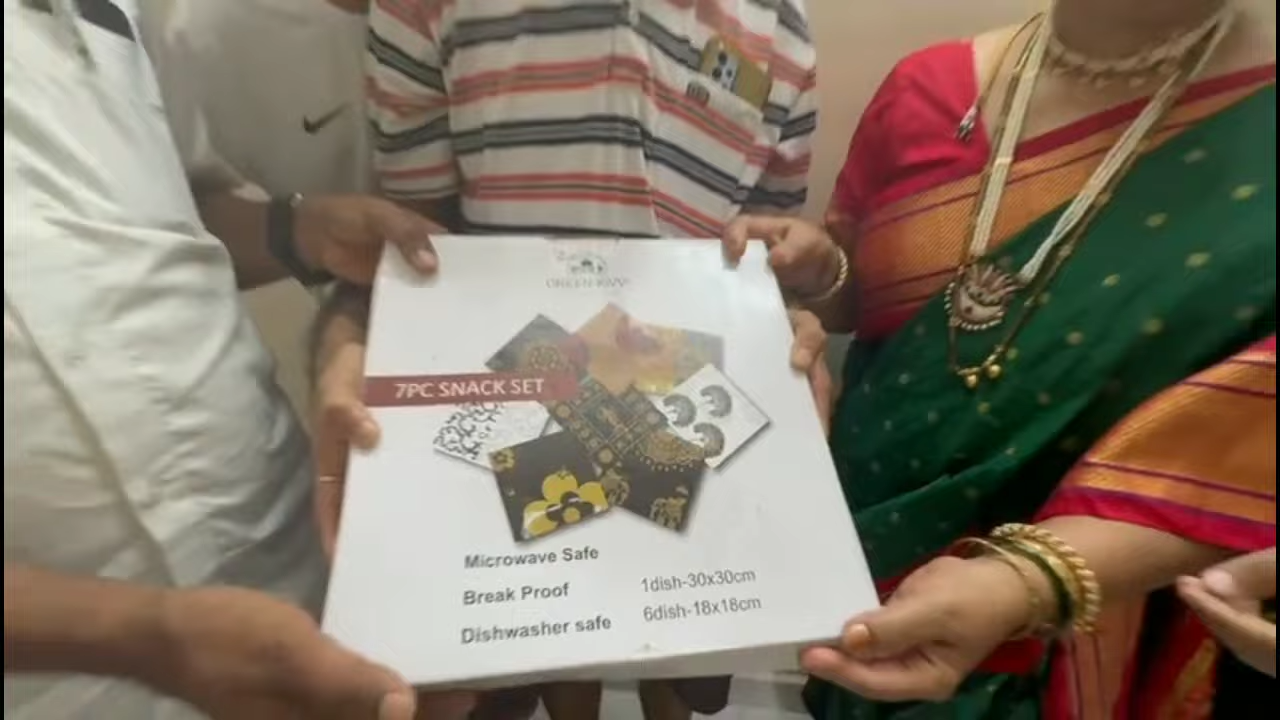 7PC SNACK SET
Microwave Safe
Break Proof
Dishwasher safe
1dish-30x30cm
6dish-18x18cm